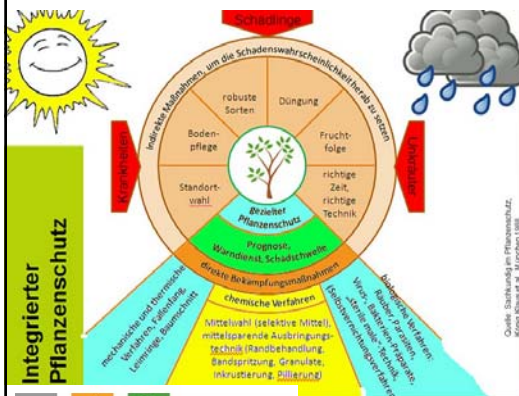 Schädlinge
Indirekte Maßnahmen, um die Schadenswahrscheinlichkeit herab zu setzen
Krankheiten
Unkräuter
robuste
Sorten
Düngung
Boden-
pflege
Frucht-
folge
Standort-
wahl
richtige
Zeit,
richtige
Technik
gezielter
Pflanzenschutz
Prognose,
Warndienst, Schadschwelle
direkte Bekämpfungsmaßnahmen
chemische Verfahren
Mittelwahl (selektive Mittel),
mittelsparende Ausbringungs-
technik (Randbehandlung,
Bandspritzung, Granulate,
Inkrustierung, Pillierung)
mechanische und thermische
Verfahren, Fallenfang,
Leimringe, Baumschnitt
biologische Verfahren:
Räuber, Parasiten,
Viren-, Bakterien-Präparate,
"sterile male"-Technik,
(Selbstvernichtungsverfahren)
Integrierter
Pflanzenschutz
Quelle: Sachkundig im Pflanzenschutz,